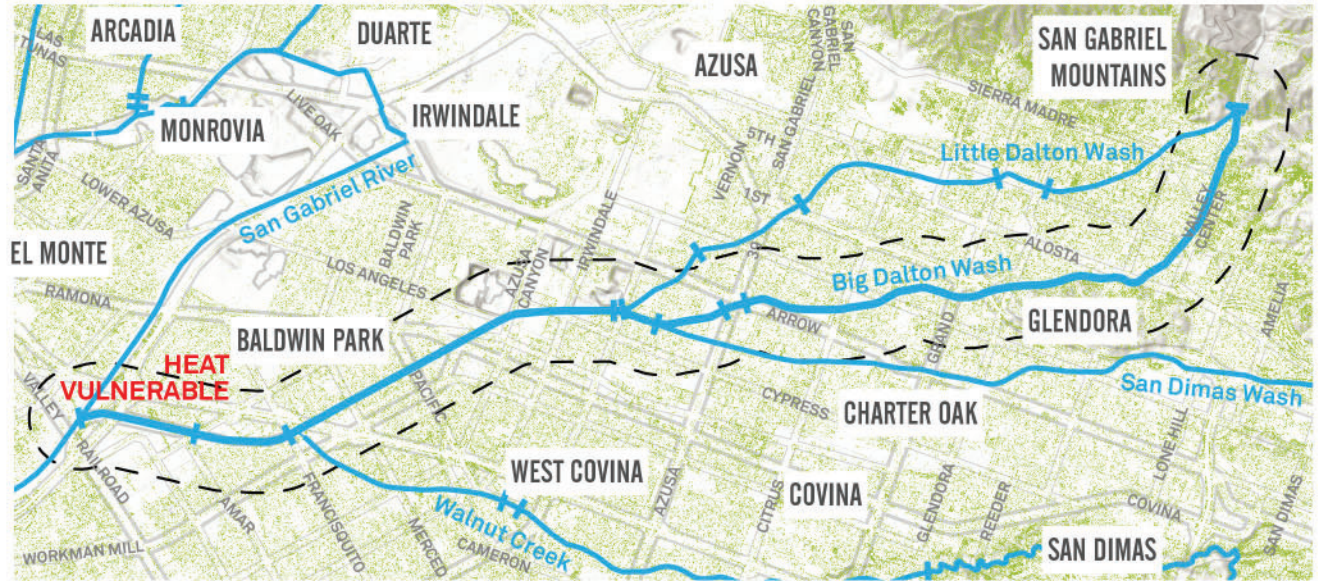 ARCADIA
DUARTE
LAS
TUNAS
AZUSA
SAN
GABRIEL
CANYON
SAN GABRIEL
MOUNTAINS
SIERRA MADRE
LIVE OAK
IRWINDALE
MONROVIA
5TH
SAN GABRIEL
VERNON
1ST
Little Dalton Wash
SANTA
ANITA
LOWER AZUSA
San Gabriel River
BALDWIN
PARK
IRWINDALE
VALLEY
CENTER
EL MONTE
LOS ANGELES
AZUSA
CANYON
39
ALOSTA
Big Dalton Wash
RAMONA
BALDWIN PARK
ARROW
GRAND
GLENDORA
AMELIA
HEAT
VULNERABLE
VALLEY
PACIFIC
San Dimas Wash
CYPRESS
CHARTER OAK
RAILROAD
LONE HILL
WEST COVINA
COVINA
AZUSA
CITRUS
GLENDORA
REEDER
COVINA
SAN DIMAS
AMAR
FRANCISQUITO
MERCED
Walnut Creek
CAMERON
WORKMAN MILL
SAN DIMAS